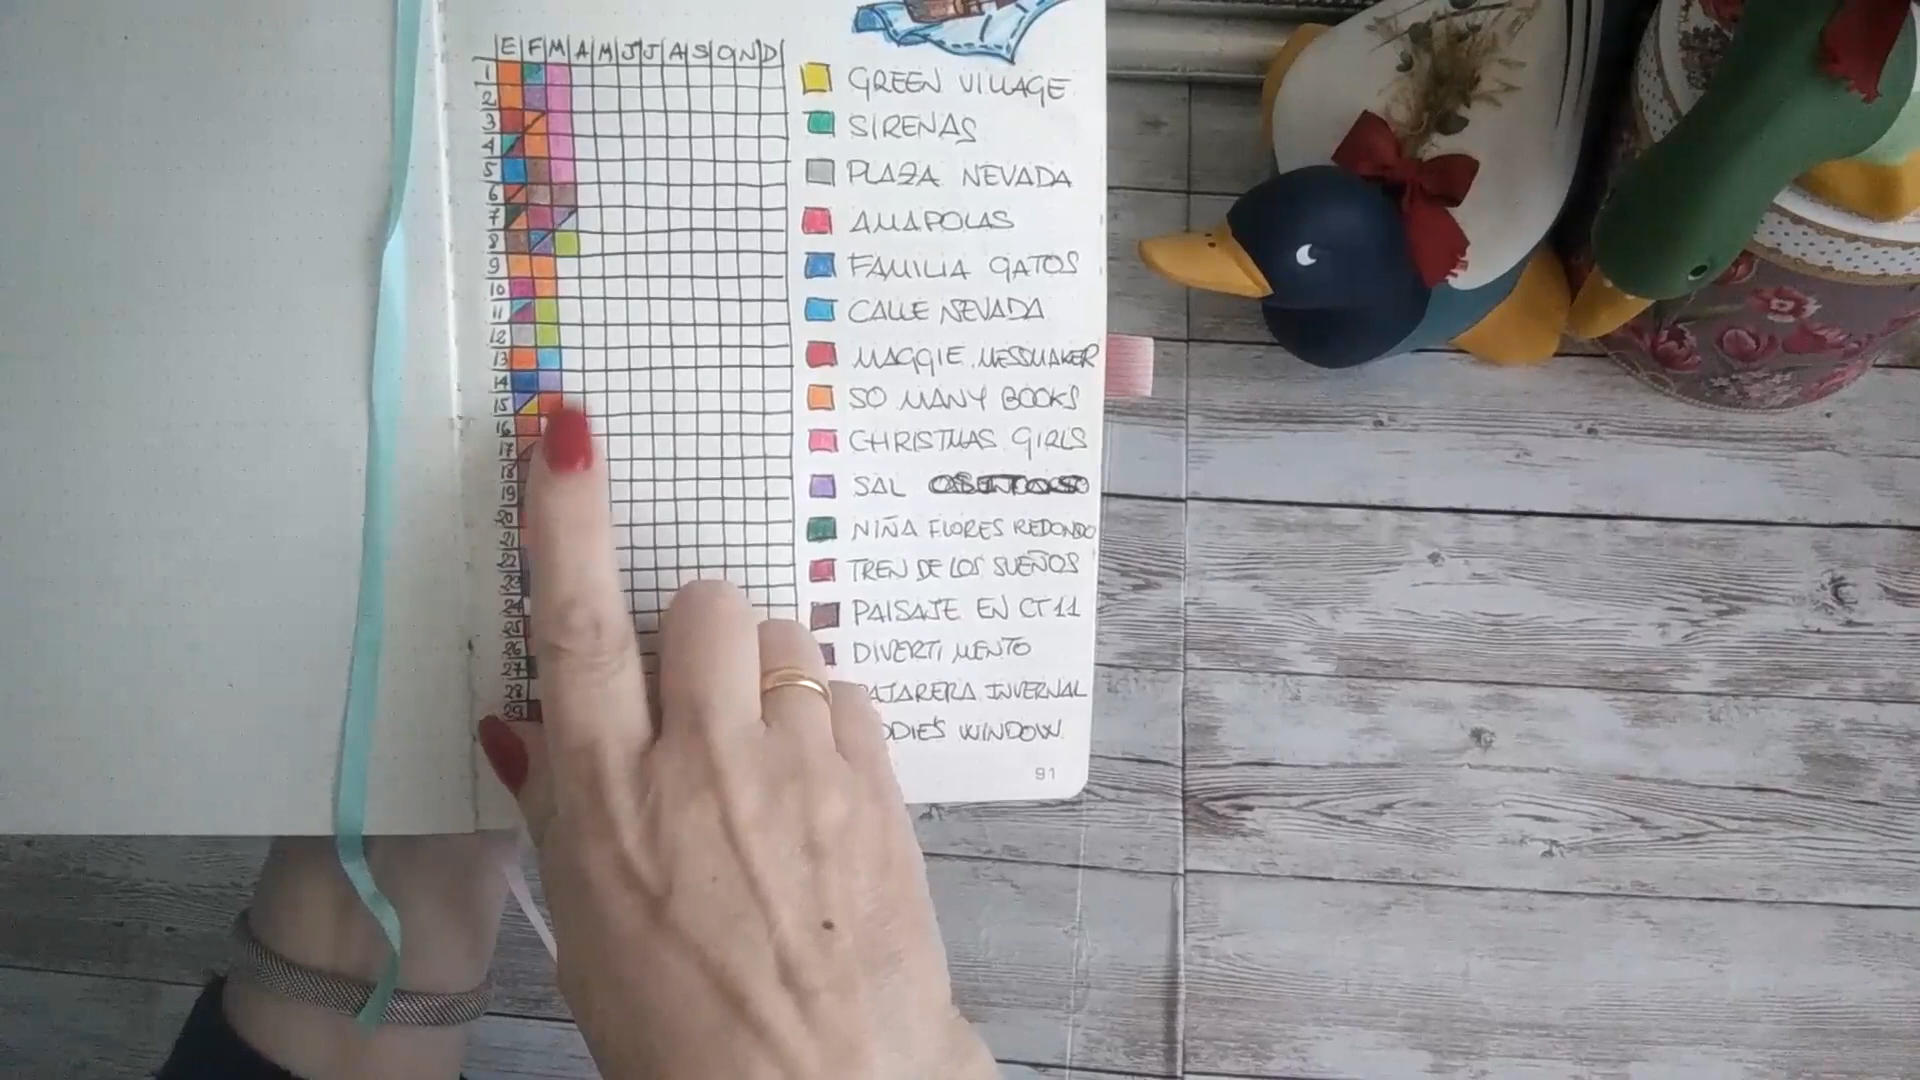 E F M A M J J A S O N D
1
2
3
4
5
6
7
8
9
10
11
12
13
14
15
16
17
18
19
20
21
22
23
24
25
26
27
28
29
GREEN VILLAGE
SIRENAS
PLAZA NEVADA
AMAPOLAS
FAMILIA GATOS
CALLE NEVADA
MAGGIE MESSMAKER
SO MANY BOOKS
CHRISTMAS GIRLS
SAL
NIÑA FLORES REDONDO
TREN DE LOS SUEÑOS
PAISAJE EN CT11
DIVERTIMENTO
AJARERA INVERNAL
DDIE'S WINDOW
91